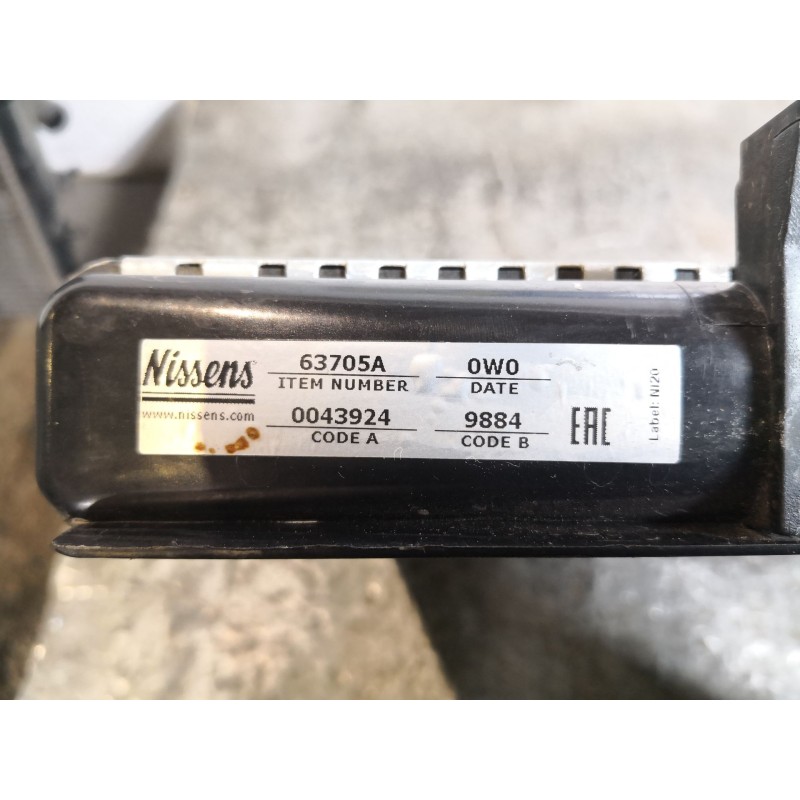 Nissens
www.nissens.com
63705A
ITEM NUMBER
0W0
DATE
0043924
CODE A
9884
CODE B
EAC
Label: NI20